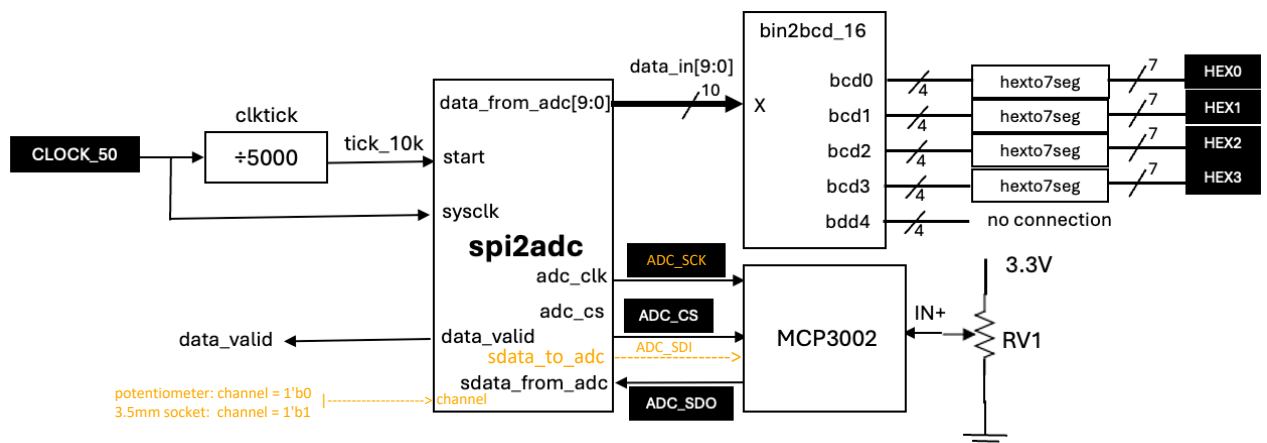 bin2bcd_16
data_in[9:0]
10
X
bcd0
4
hexto7seg
7
HEX0
bcd1
4
hexto7seg
7
HEX1
bcd2
4
hexto7seg
7
HEX2
bcd3
4
hexto7seg
7
HEX3
bdd4
4
no connection
data_from_adc[9:0]
clktick
CLOCK_50
÷5000
tick_10k
start
sysclk
spi2adc
adc_clk
ADC_SCK
adc_cs
ADC_CS
data_valid
data_valid
sdata_to_adc
ADC_SDI
sdata_from_adc
ADC_SDO
channel
potentiometer: channel = 1'b0
3.5mm socket: channel = 1'b1
MCP3002
IN+
3.3V
RV1